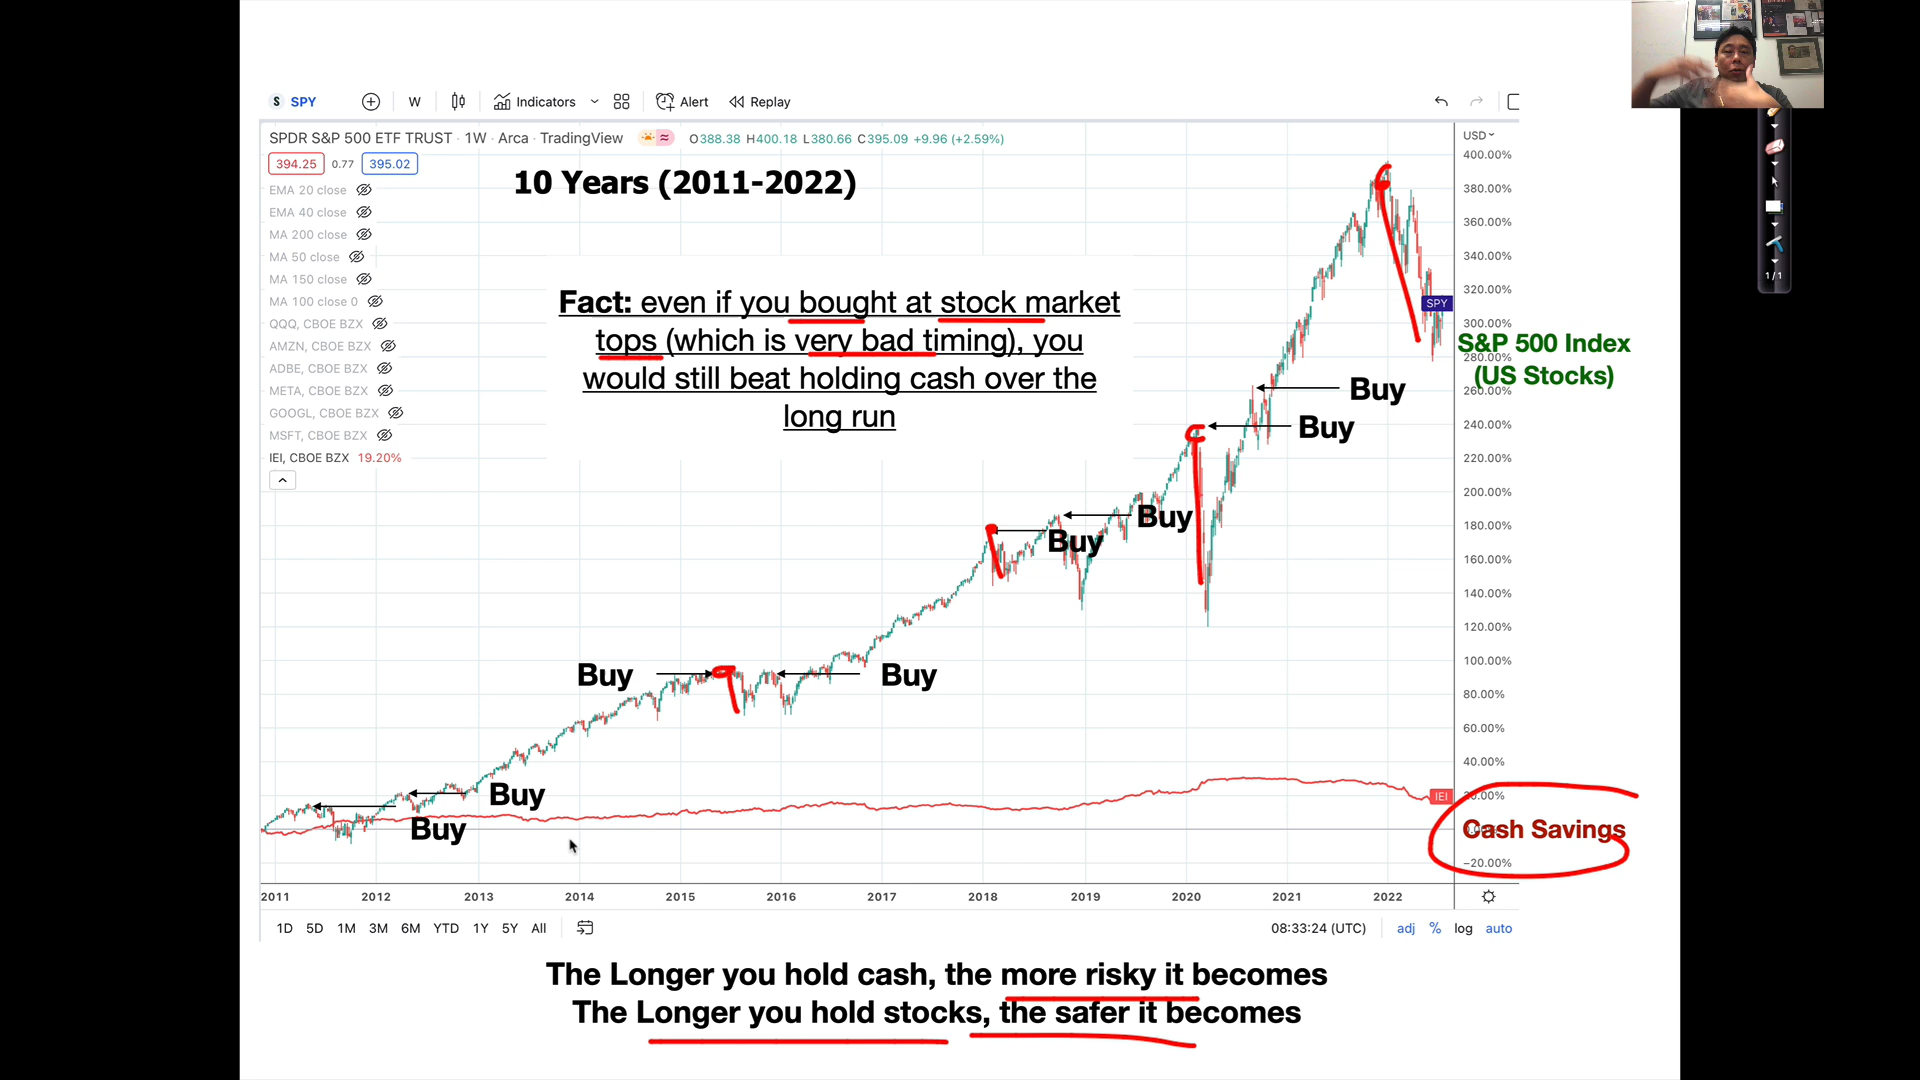 S SPY W Indicators Alert Replay
SPDR S&P 500 ETF TRUST · 1W · Arca · TradingView O388.38 H400.18 L380.66 C395.09 +9.96 (+2.59%)
USD
394.25 0.77 395.02
10 Years (2011-2022)
EMA 20 close
EMA 40 close
MA 200 close
MA 50 close
MA 150 close
MA 100 close 0
QQQ, CBOE BZX
AMZN, CBOE BZX
ADBE, CBOE BZX
META, CBOE BZX
GOOGL, CBOE BZX
MSFT, CBOE BZX
IEI, CBOE BZX 19.20%
Fact: even if you bought at stock market
tops (which is very bad timing), you
would still beat holding cash over the
long run
400.00%
380.00%
360.00%
340.00%
320.00%
SPY
300.00%
280.00%
260.00%
240.00%
220.00%
200.00%
180.00%
160.00%
140.00%
120.00%
100.00%
80.00%
60.00%
40.00%
IEI
20.00%
0.00%
−20.00%
S&P 500 Index
(US Stocks)
Buy
Buy
Buy
Buy
Buy
Buy
Buy
Buy
Cash Savings
2011 2012 2013 2014 2015 2016 2017 2018 2019 2020 2021 2022
1D 5D 1M 3M 6M YTD 1Y 5Y All 08:33:24 (UTC) adj % log auto
The Longer you hold cash, the more risky it becomes
The Longer you hold stocks, the safer it becomes
1/1